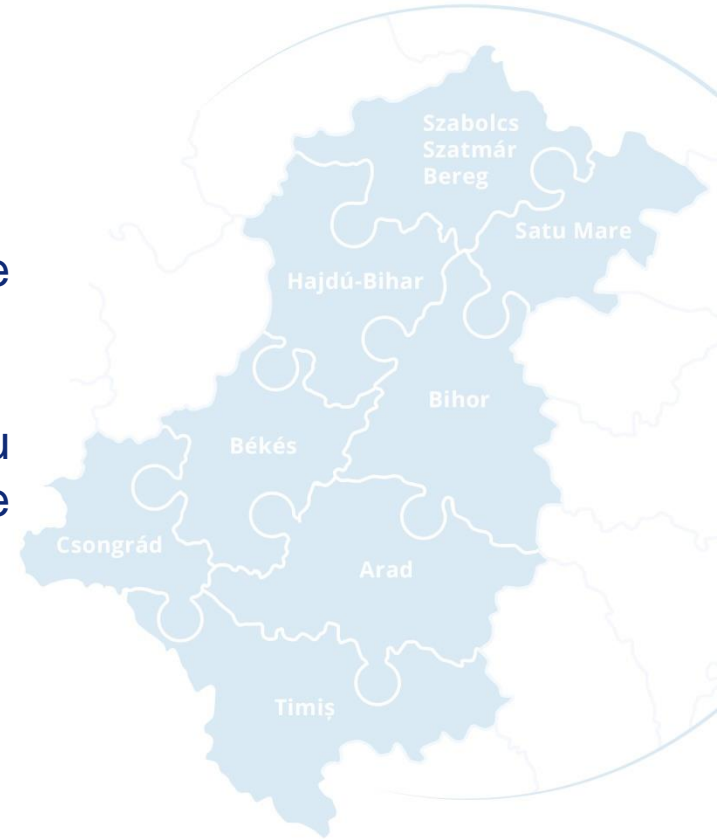 Szabolcs
Szatmár
Bereg
Satu Mare
e
Hajdú-Bihar
Bihor
u
Békés
e
Csongrád
Arad
Timiș